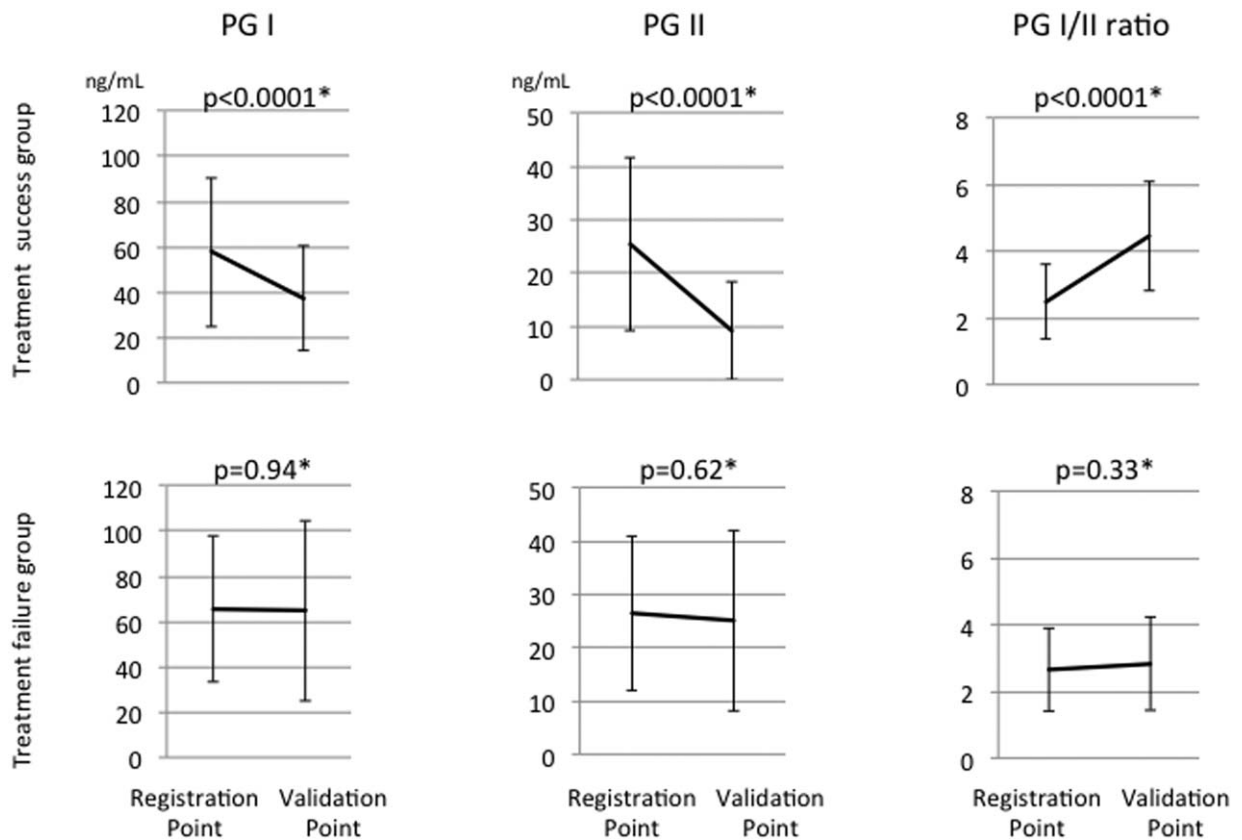 PG I
PG II
PG I/II ratio
Treatment success group
ng/mL
p<0.0001*
120
100
80
60
40
20
0
ng/mL
p<0.0001*
50
40
30
20
10
0
p<0.0001*
8
6
4
2
0
Treatment failure group
p=0.94*
120
100
80
60
40
20
0
Registration
Point
Validation
Point
p=0.62*
50
40
30
20
10
0
Registration
Point
Validation
Point
p=0.33*
8
6
4
2
0
Registration
Point
Validation
Point